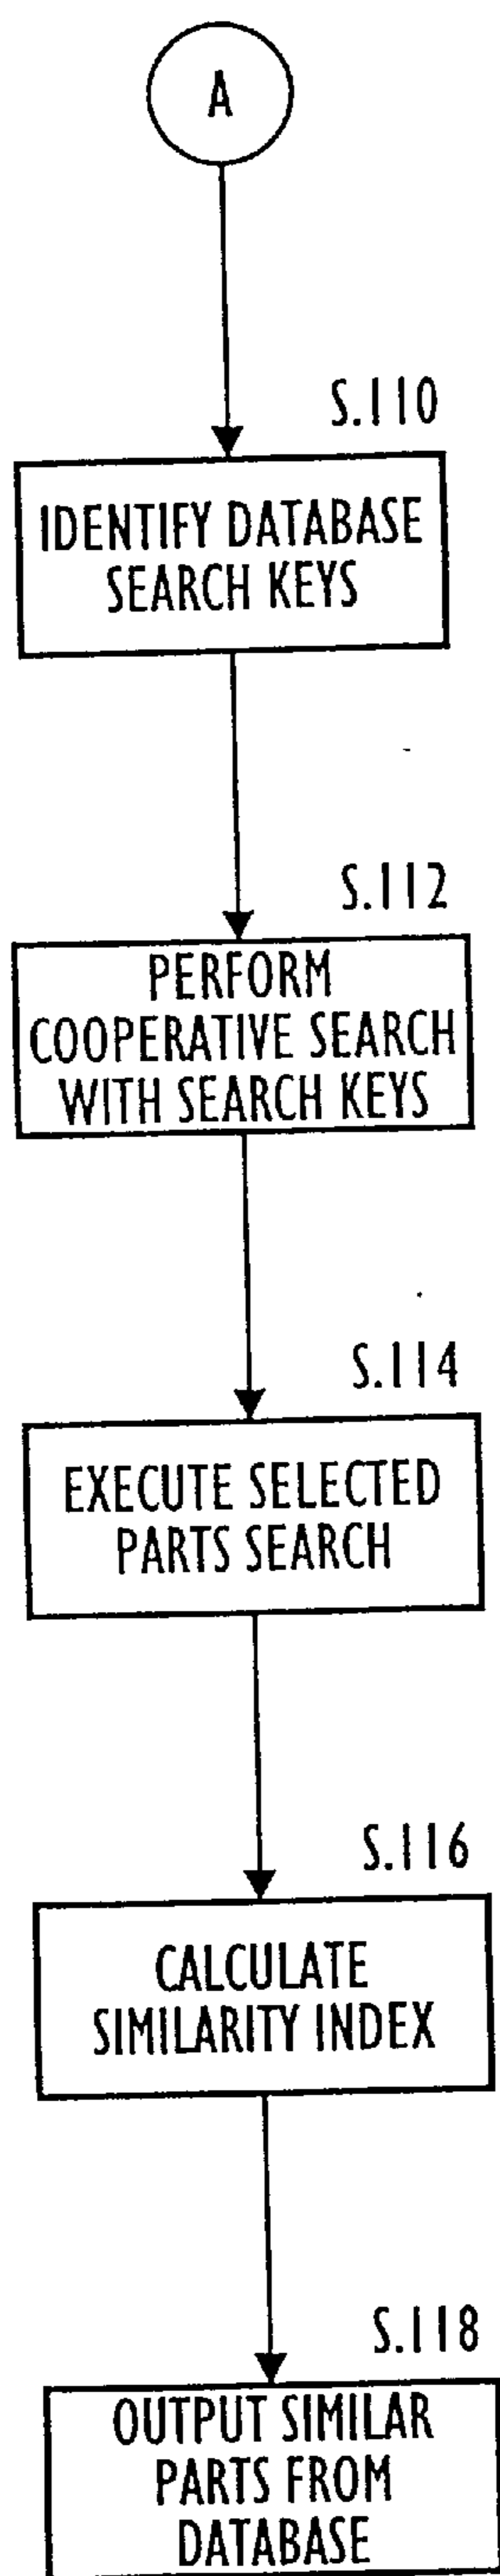 A
S.110
IDENTIFY DATABASE
SEARCH KEYS
S.112
PERFORM
COOPERATIVE SEARCH
WITH SEARCH KEYS
S.114
EXECUTE SELECTED
PARTS SEARCH
S.116
CALCULATE
SIMILARITY INDEX
S.118
OUTPUT SIMILAR
PARTS FROM
DATABASE